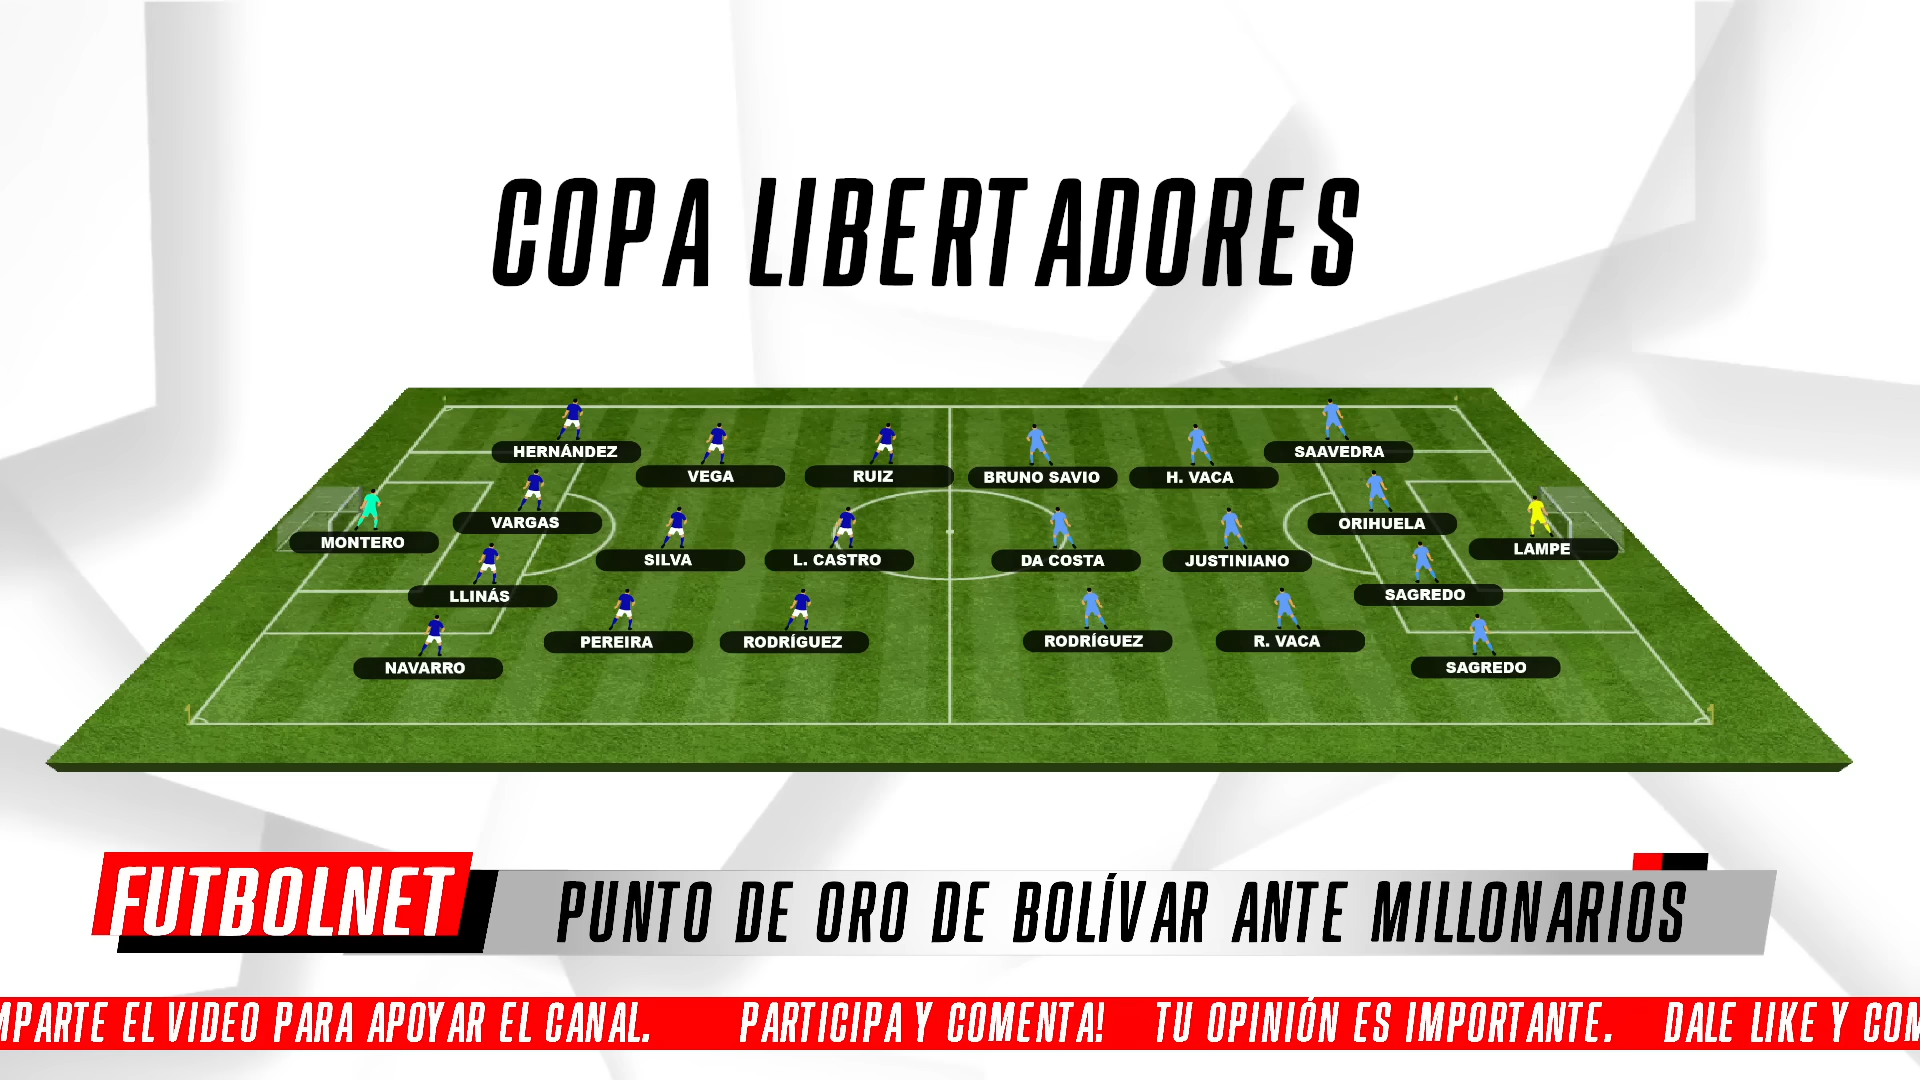 COPA LIBERTADORES
HERNÁNDEZ
VEGA
RUIZ
BRUNO SAVIO
H. VACA
SAAVEDRA
MONTERO
VARGAS
ORIHUELA
LAMPE
SILVA
L. CASTRO
DA COSTA
JUSTINIANO
LLINÁS
SAGREDO
PEREIRA
RODRÍGUEZ
RODRÍGUEZ
R. VACA
NAVARRO
SAGREDO
FUTBOLNET
PUNTO DE ORO DE BOLÍVAR ANTE MILLONARIOS
MPARTE EL VIDEO PARA APOYAR EL CANAL. PARTICIPA Y COMENTA! TU OPINIÓN ES IMPORTANTE. DALE LIKE Y COM